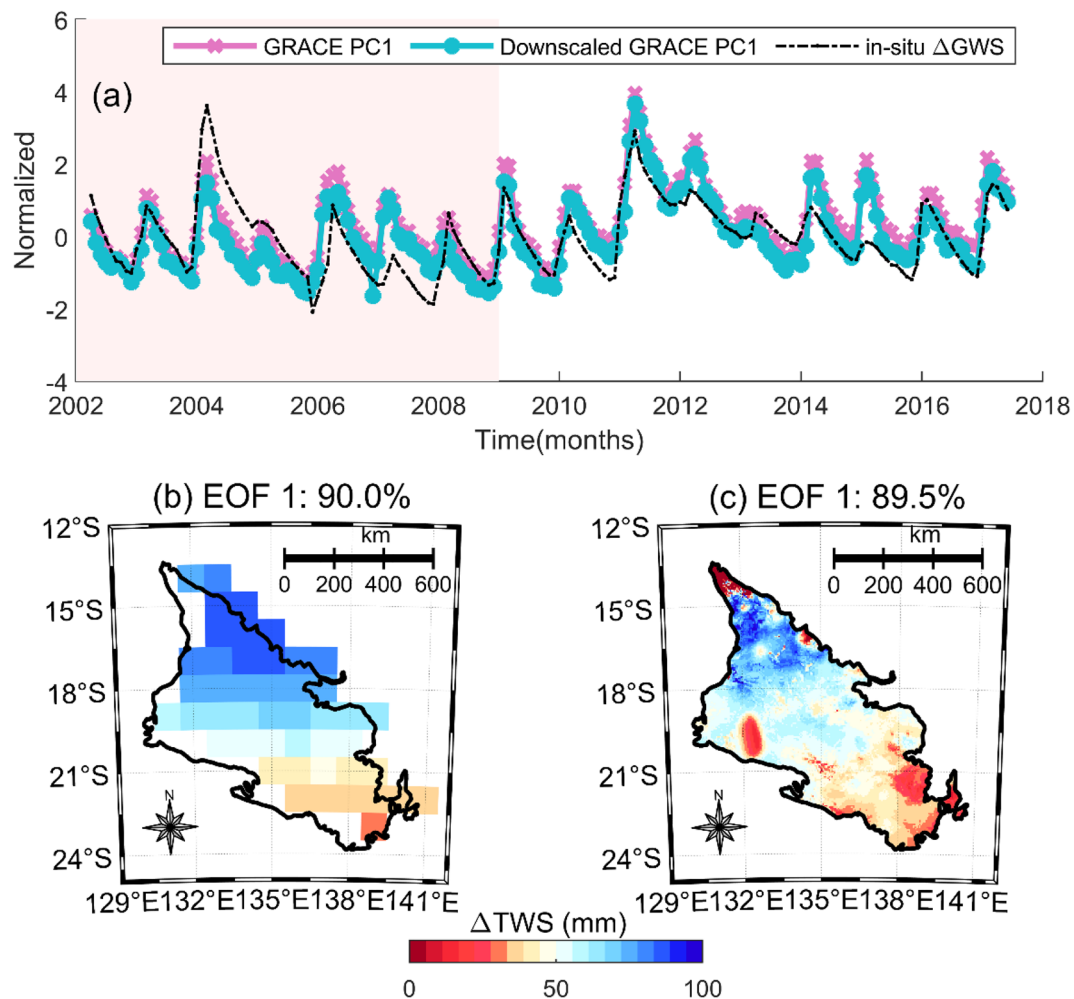 6
GRACE PC1 Downscaled GRACE PC1 in-situ ΔGWS
(a)
4
2
0
-2
-4
Normalized
2002 2004 2006 2008 2010 2012 2014 2016 2018
Time(months)
(b) EOF 1: 90.0% (c) EOF 1: 89.5%
12°S 12°S
km km
0 200 400 600 0 200 400 600
15°S 15°S
18°S 18°S
21°S 21°S
N N
24°S 24°S
129°E132°E135°E138°E141°E 129°E132°E135°E138°E141°E
ΔTWS (mm)
0 50 100